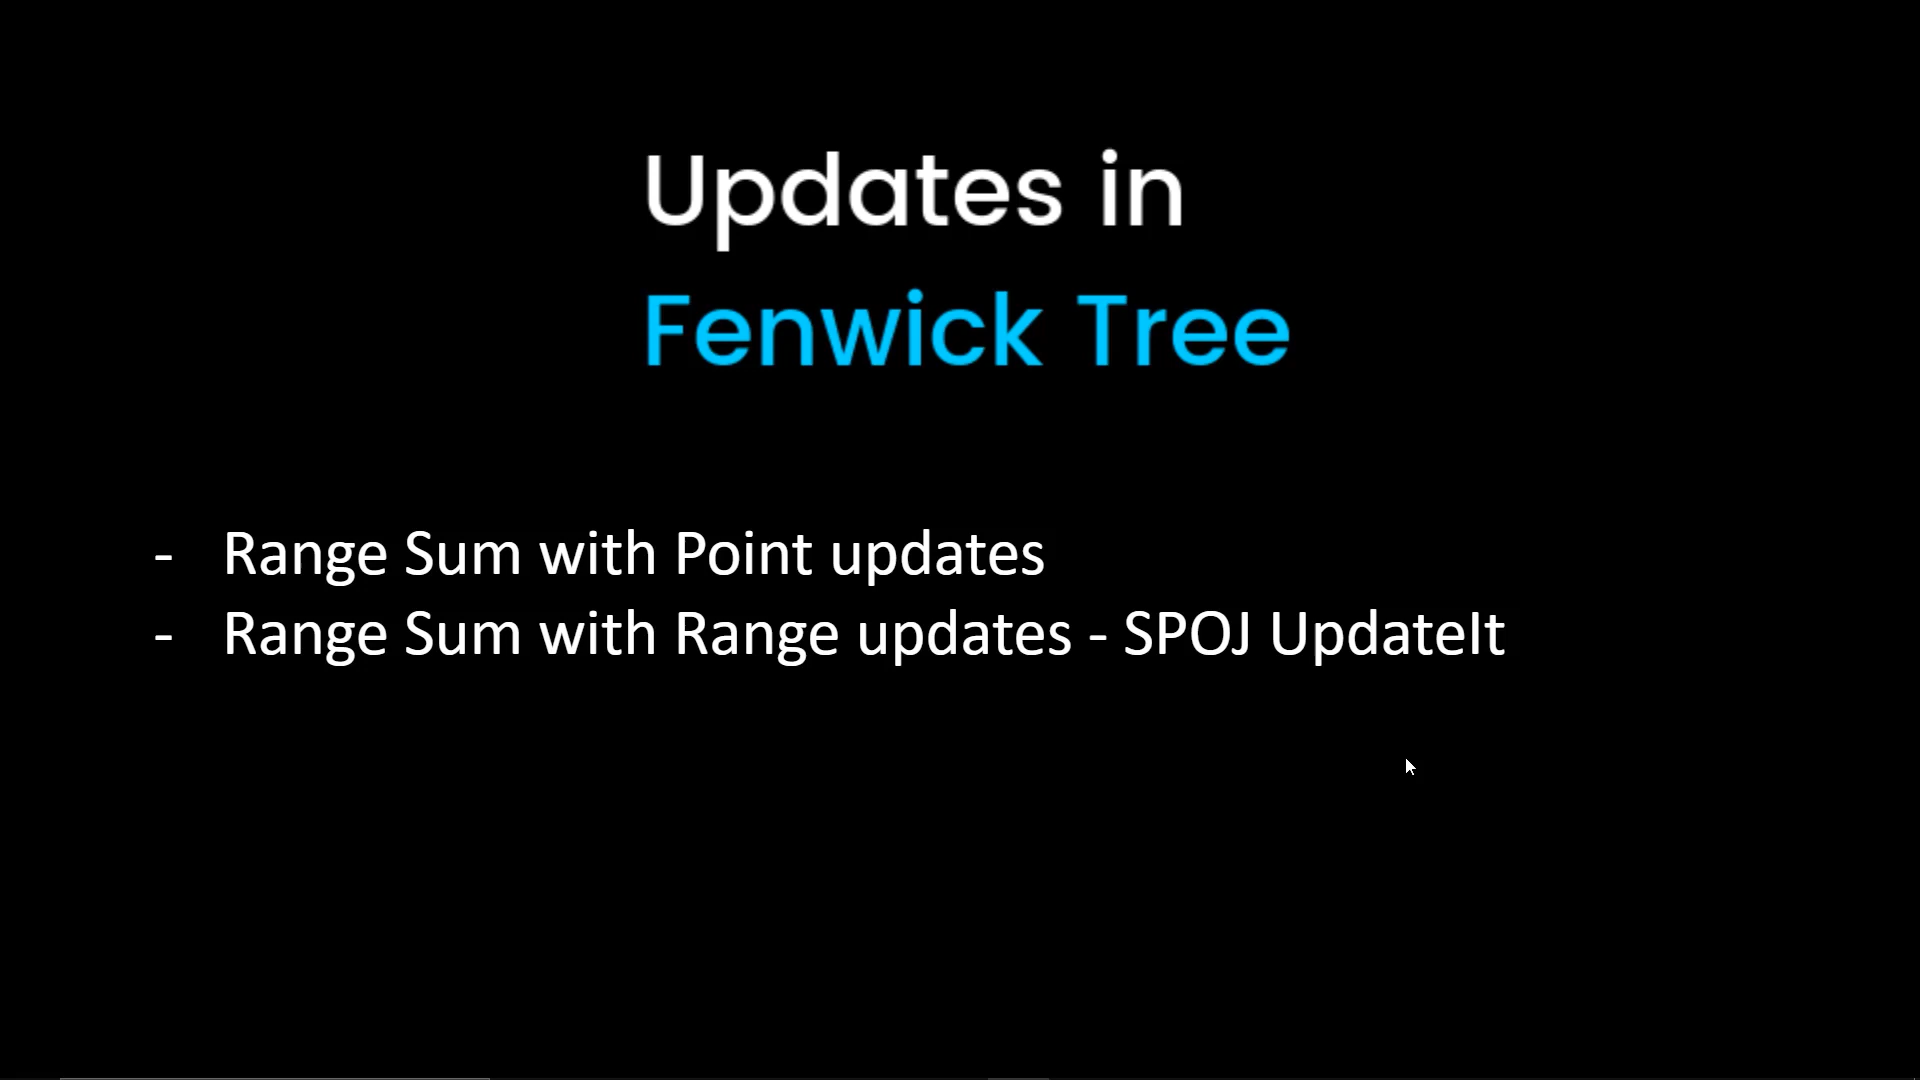 Updates in
Fenwick Tree
- Range Sum with Point updates
- Range Sum with Range updates - SPOJ UpdateIt